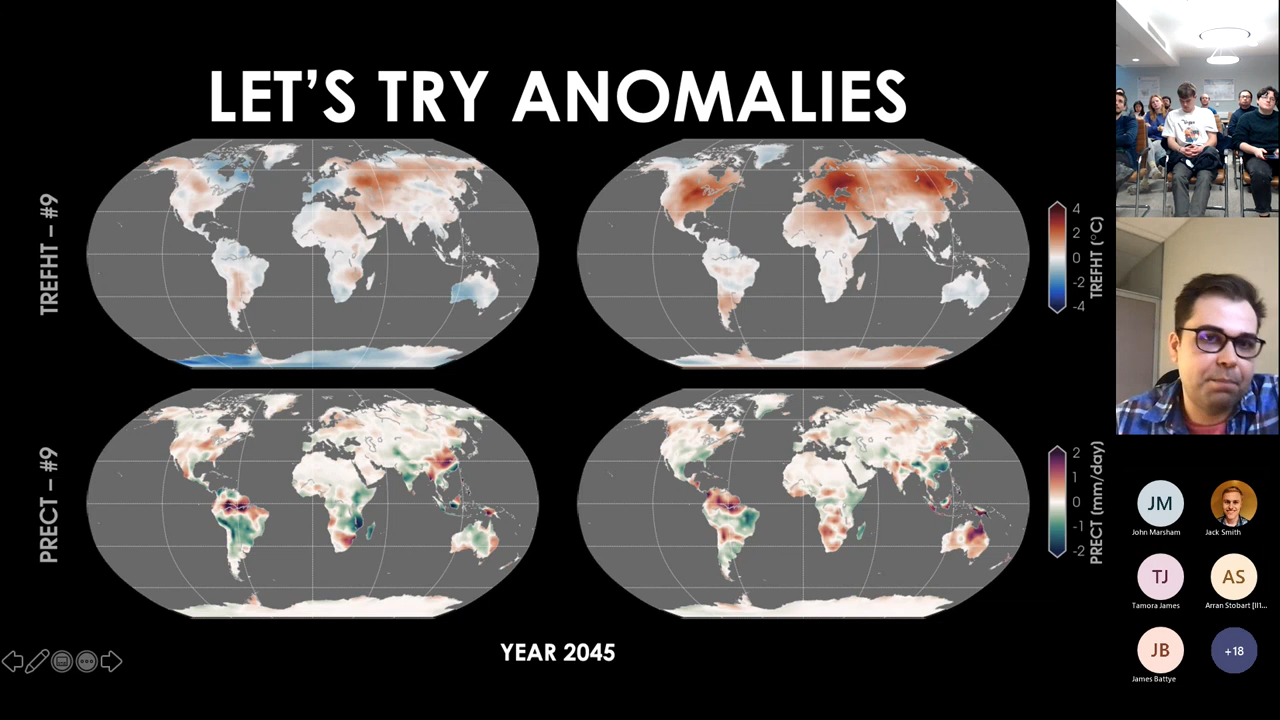 LET'S TRY ANOMALIES
TREFHT – #9
4
2
0
-2
-4
TREFHT (°C)
PRECT – #9
2
1
0
-1
-2
PRECT (mm/day)
YEAR 2045
JM
John Marsham
Jack Smith
TJ
Tamora James
AS
Arran Stobart [II1...
JB
James Battye
+18